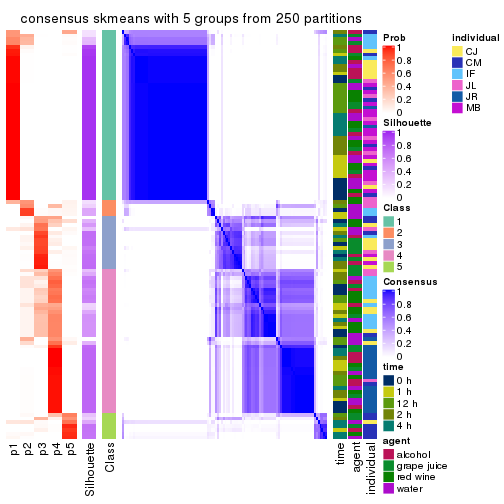 consensus skmeans with 5 groups from 250 partitions
Prob
1
0.8
0.6
0.4
0.2
0
Silhouette
1
0.8
0.6
0.4
0.2
0
Class
1
2
3
4
5
Consensus
1
0.8
0.6
0.4
0.2
0
time
0 h
1 h
12 h
2 h
4 h
agent
alcohol
grape juice
red wine
water
individual
CJ
CM
IF
JL
JR
MB
p1
p2
p3
p4
p5
Silhouette
Class
time
agent
individual